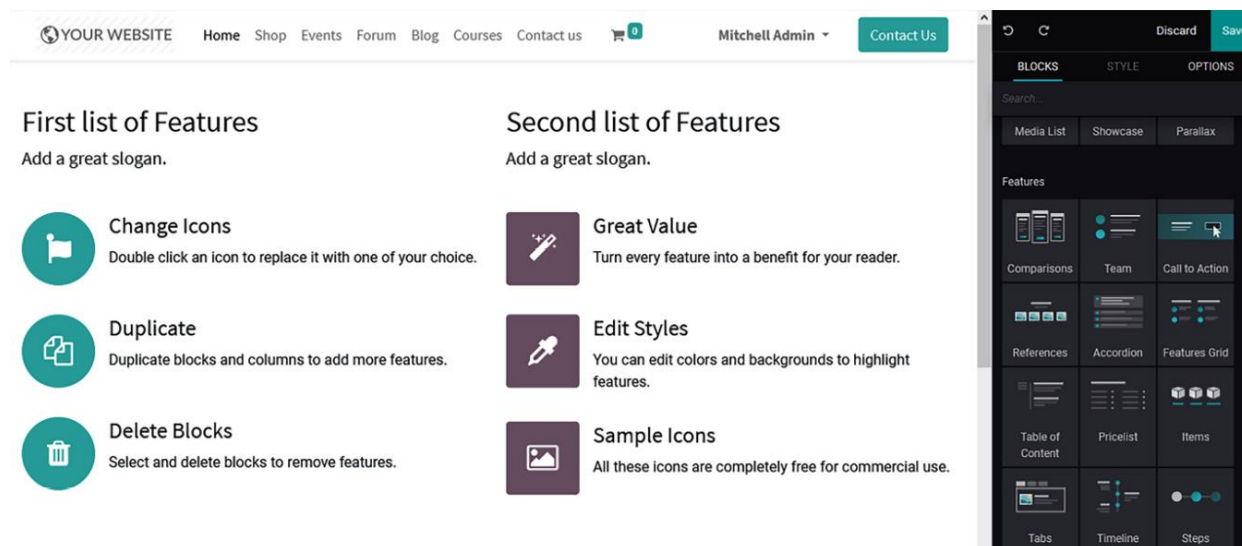 YOUR WEBSITE
Home Shop Events Forum Blog Courses Contact us 0 Mitchell Admin Contact Us
First list of Features
Add a great slogan.
Change Icons
Double click an icon to replace it with one of your choice.
Duplicate
Duplicate blocks and columns to add more features.
Delete Blocks
Select and delete blocks to remove features.
Second list of Features
Add a great slogan.
Great Value
Turn every feature into a benefit for your reader.
Edit Styles
You can edit colors and backgrounds to highlight
features.
Sample Icons
All these icons are completely free for commercial use.
Discard Sav
BLOCKS STYLE OPTIONS
Search...
Media List Showcase Parallax
Features
Comparisons Team Call to Action
References Accordion Features Grid
Table of
Content
Pricelist Items
Tabs Timeline Steps